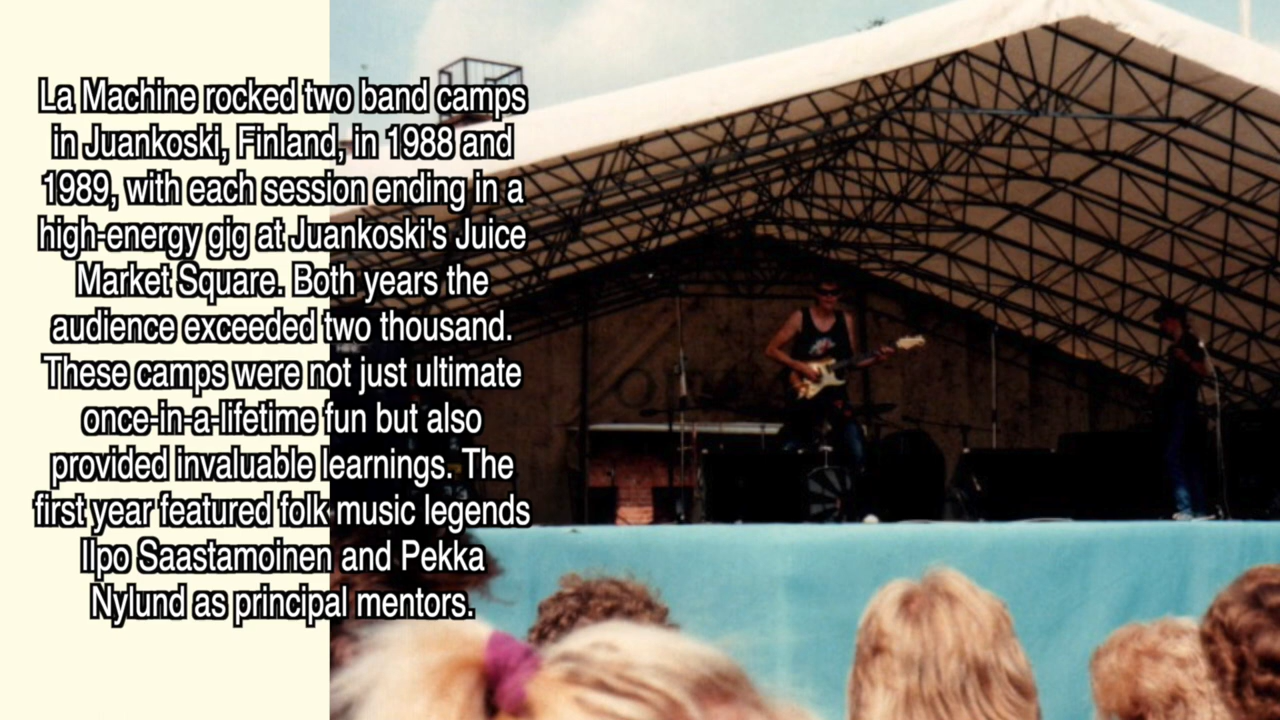 La Machine rocked two band camps
in Juankoski, Finland, in 1988 and
1989, with each session ending in a
high-energy gig at Juankoski's Juice
Market Square. Both years the
audience exceeded two thousand.
These camps were not just ultimate
once-in-a-lifetime fun but also
provided invaluable learnings. The
first year featured folk music legends
Ilpo Saastamoinen and Pekka
Nylund as principal mentors.